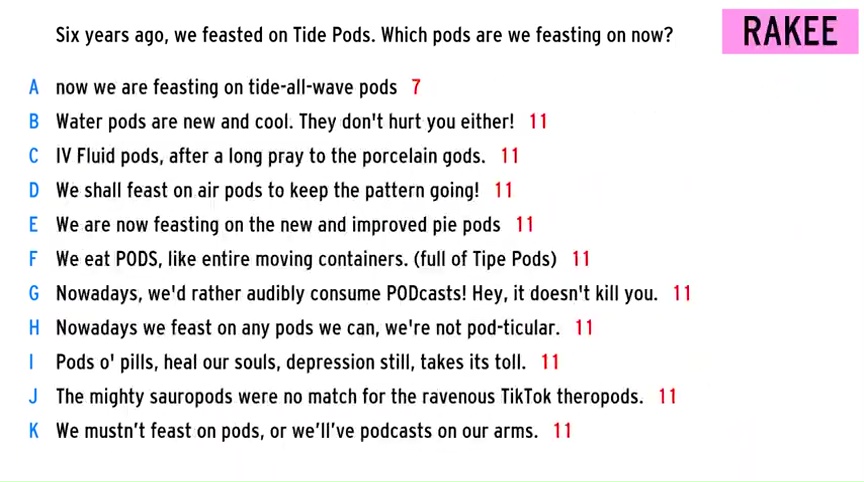 Six years ago, we feasted on Tide Pods. Which pods are we feasting on now?
RAKEE
A now we are feasting on tide-all-wave pods 7
B Water pods are new and cool. They don't hurt you either! 11
C IV Fluid pods, after a long pray to the porcelain gods. 11
D We shall feast on air pods to keep the pattern going! 11
E We are now feasting on the new and improved pie pods 11
F We eat PODS, like entire moving containers. (full of Tipe Pods) 11
G Nowadays, we'd rather audibly consume PODcasts! Hey, it doesn't kill you. 11
H Nowadays we feast on any pods we can, we're not pod-ticular. 11
I Pods o' pills, heal our souls, depression still, takes its toll. 11
J The mighty sauropods were no match for the ravenous TikTok theropods. 11
K We mustn't feast on pods, or we'll've podcasts on our arms. 11